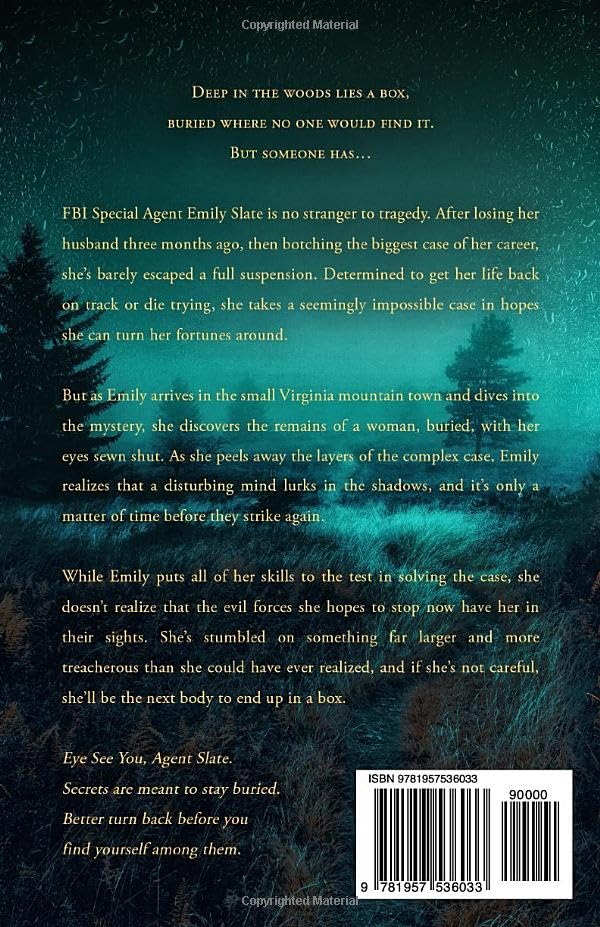 Copyrighted Material
DEEP IN THE WOODS LIES A BOX,
BURIED WHERE NO ONE WOULD FIND IT.
BUT SOMEONE HAS...
FBI Special Agent Emily Slate is no stranger to tragedy. After losing her
husband three months ago, then botching the biggest case of her career,
she's barely escaped a full suspension. Determined to get her life back
on track or die trying, she takes a seemingly impossible case in hopes
she can turn her fortunes around.
But as Emily arrives in the small Virginia mountain town and dives into
the mystery, she discovers the remains of a woman, buried, with her
eyes sewn shut. As she peels away the layers of the complex case, Emily
realizes that a disturbing mind lurks in the shadows, and it's only a
matter of time before they strike again.
While Emily puts all of her skills to the test in solving the case, she
doesn't realize that the evil forces she hopes to stop now have her in
their sights. She's stumbled on something far larger and more
treacherous than she could have ever realized, and if she's not careful,
she'll be the next body to end up in a box.
Eye See You, Agent Slate.
Secrets are meant to stay buried.
Better turn back before you
find yourself among them.
ISBN 9781957536033
90000
9 781957 536033
Copyrighted Material